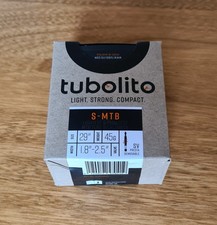 tubolito
LIGHT. STRONG. COMPACT.
S-MTB
29"
45g
1.8"-2.5"
SV